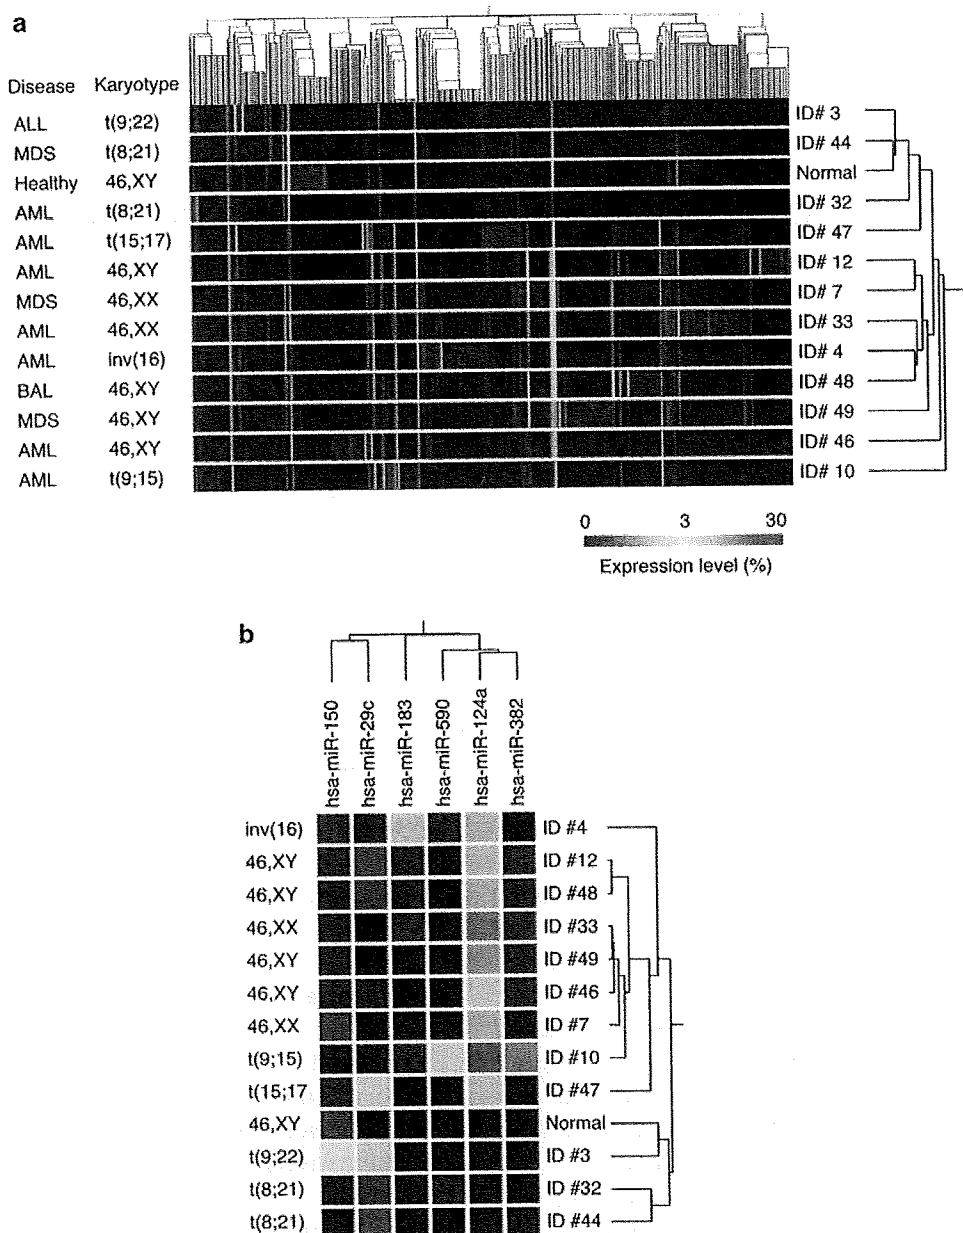 a
Disease Karyotype
ALL t(9;22) ID# 3
MDS t(8;21) ID# 44
Healthy 46,XY Normal
AML t(8;21) ID# 32
AML t(15;17) ID# 47
AML 46,XY ID# 12
MDS 46,XX ID# 7
AML 46,XX ID# 33
AML inv(16) ID# 4
BAL 46,XY ID# 48
MDS 46,XY ID# 49
AML 46,XY ID# 46
AML t(9;15) ID# 10
0 3 30
Expression level (%)
b
hsa-miR-150
hsa-miR-29c
hsa-miR-183
hsa-miR-590
hsa-miR-124a
hsa-miR-382
inv(16) ID #4
46,XY ID #12
46,XY ID #48
46,XX ID #33
46,XY ID #49
46,XY ID #46
46,XX ID #7
t(9;15) ID #10
t(15;17 ID #47
46,XY Normal
t(9;22) ID #3
t(8;21) ID #32
t(8;21) ID #44